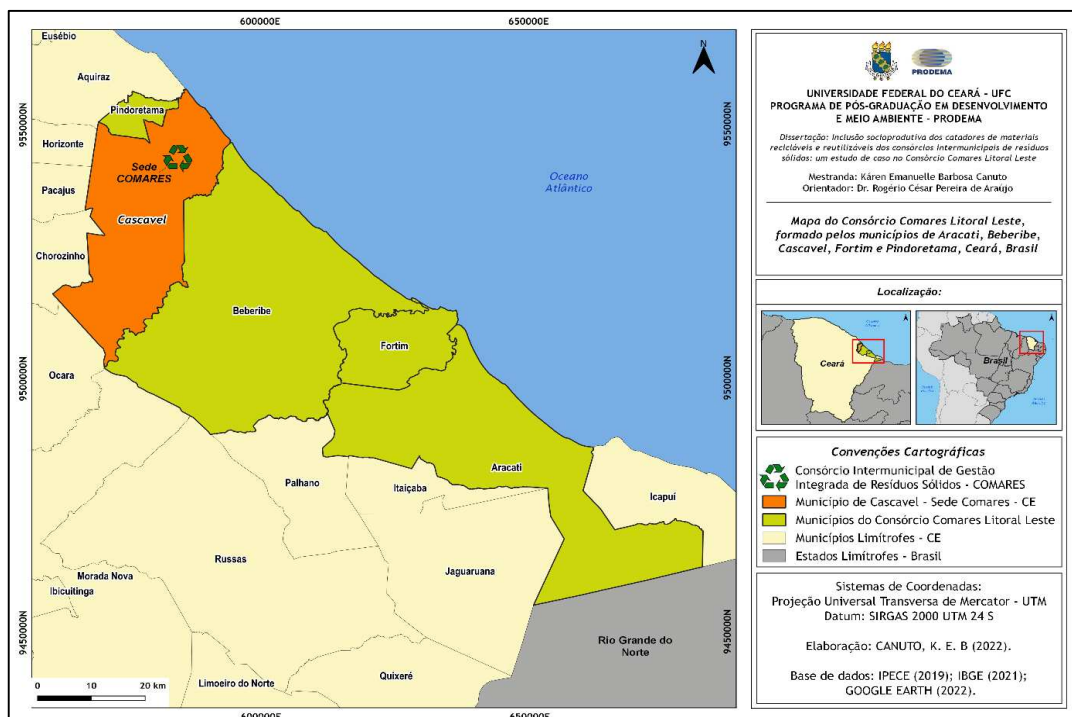 600000E
650000E
Eusébio
Aquiraz
N
Pindoretama
9550000N
9550000N
Horizonte
Sede
COMARES
Pacajus
Oceano
Atlântico
Cascavel
Chorozinho
Beberibe
Fortim
Ocara
9500000N
9500000N
Aracati
Palhano
Itaiçaba
Icapuí
Russas
Jaguaruana
Morada Nova
Ibicuitinga
9450000N
9450000N
Rio Grande do
Norte
Quixeré
Limoeiro do Norte
0 10 20 km
600000E
650000E
PRODEMA
UNIVERSIDADE FEDERAL DO CEARÁ - UFC
PROGRAMA DE PÓS-GRADUAÇÃO EM DESENVOLVIMENTO
E MEIO AMBIENTE - PRODEMA
Dissertação: Inclusão socioprodutiva dos catadores de materiais
recicláveis e reutilizáveis dos consórcios intermunicipais de resíduos
sólidos: um estudo de caso no Consórcio Comares Litoral Leste
Mestranda: Káren Emanuelle Barbosa Canuto
Orientador: Dr. Rogério César Pereira de Araújo
Mapa do Consórcio Comares Litoral Leste,
formado pelos municípios de Aracati, Beberibe,
Cascavel, Fortim e Pindoretama, Ceará, Brasil
Localização:
Ceará
Brasil
Convenções Cartográficas
Consórcio Intermunicipal de Gestão
Integrada de Resíduos Sólidos - COMARES
Município de Cascavel - Sede Comares - CE
Municípios do Consórcio Comares Litoral Leste
Municípios Limítrofes - CE
Estados Limítrofes - Brasil
Sistemas de Coordenadas:
Projeção Universal Transversa de Mercator - UTM
Datum: SIRGAS 2000 UTM 24 S
Elaboração: CANUTO, K. E. B (2022).
Base de dados: IPECE (2019); IBGE (2021);
GOOGLE EARTH (2022).